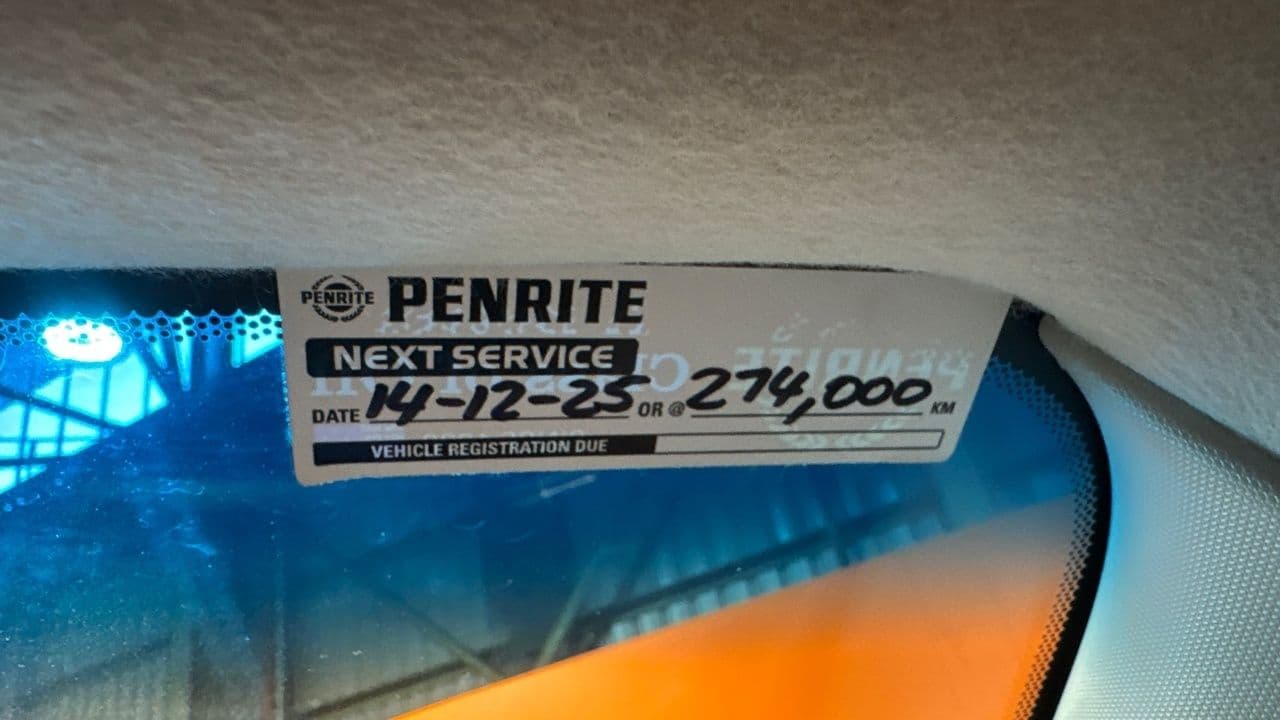 PENRITE PENRITE
NEXT SERVICE
DATE 14-12-25 OR @ 274,000 KM
VEHICLE REGISTRATION DUE